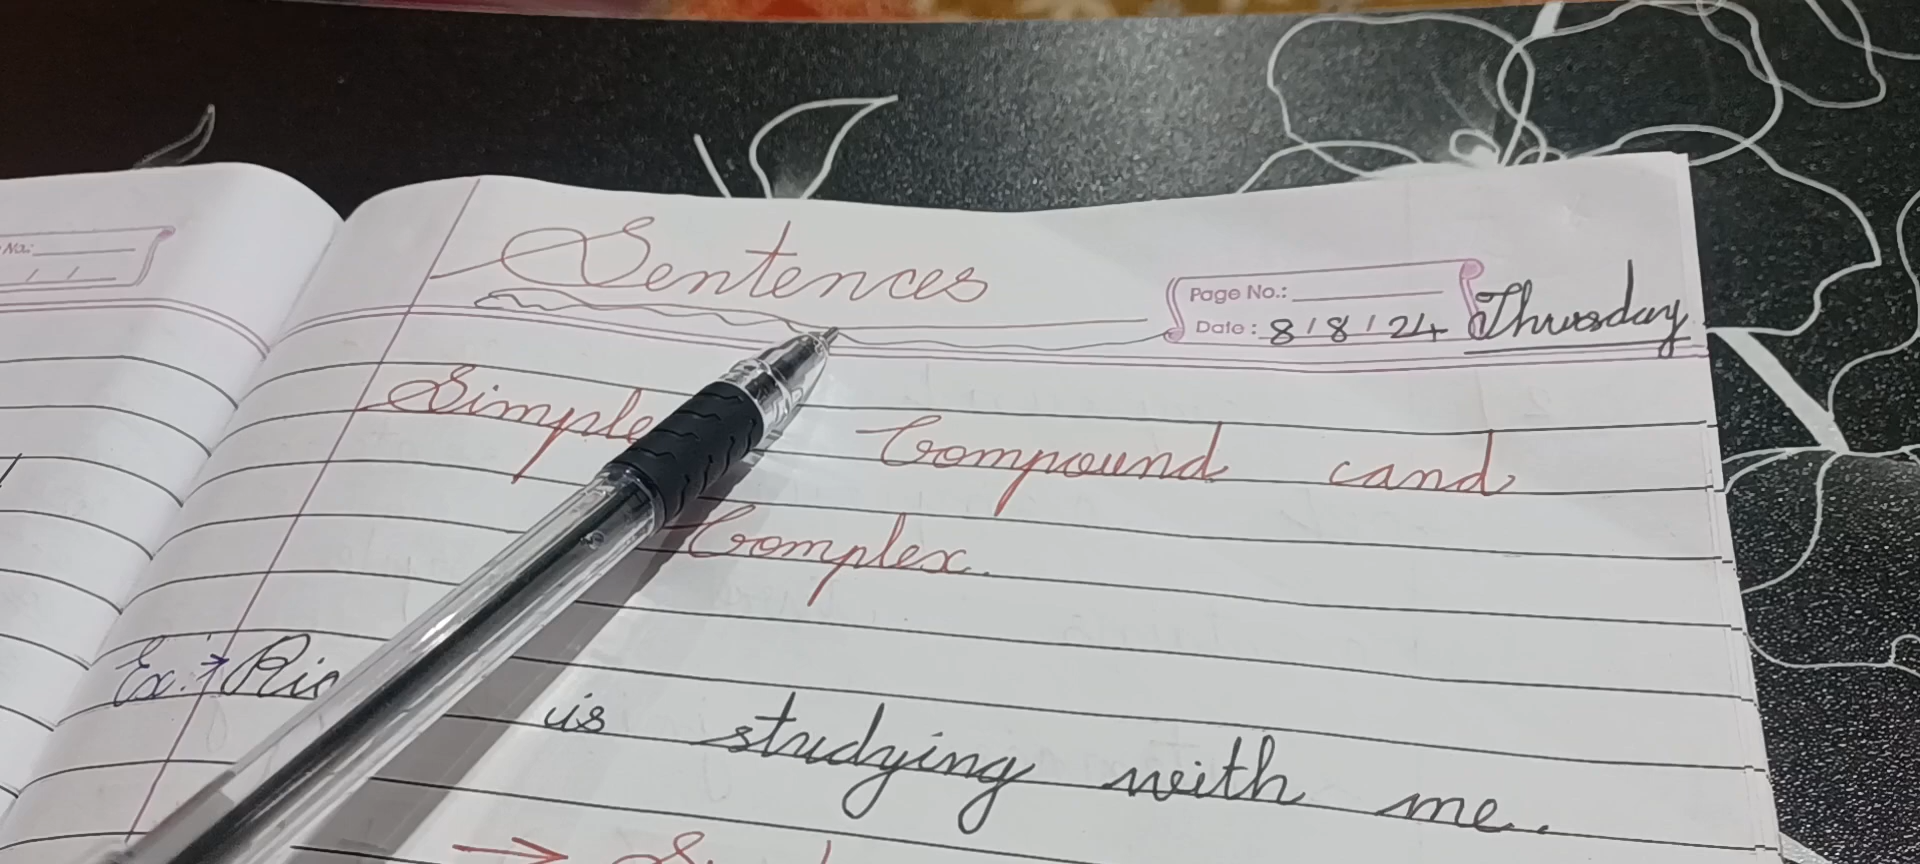 Sentences
No.:
Page No.:
Date: 8/8/24 Thursday
Simple Compound and
Complex.
Ex.:→ is studying with me.
→